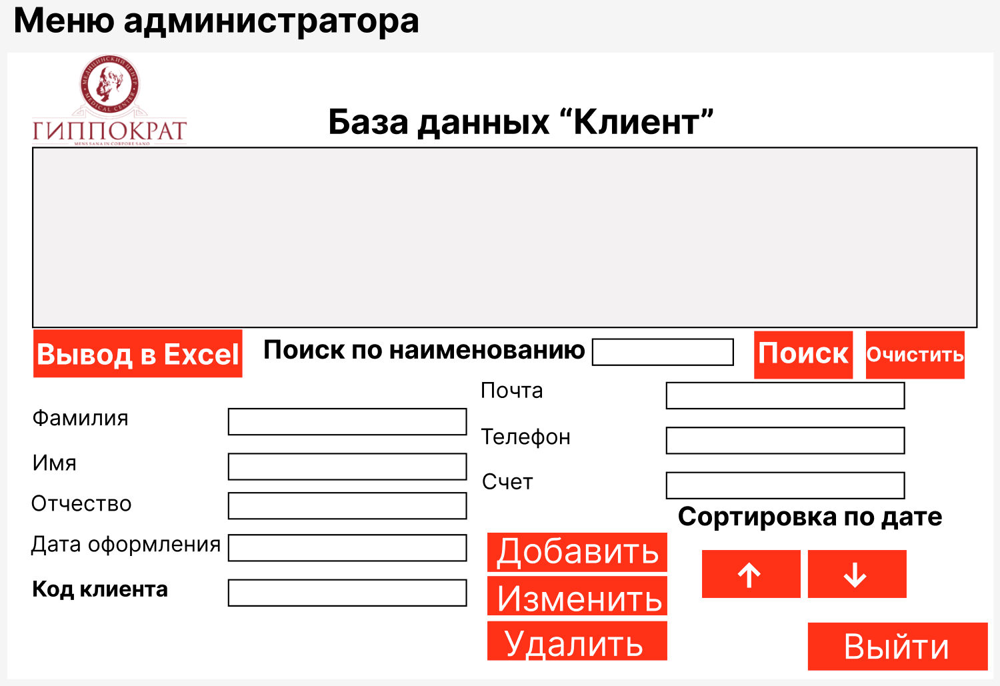 Меню администратора
МЕДИЦИНСКИЙ ЦЕНТР
MEDICAL CENTER
ГИППОКРАТ
MENS SANA IN CORPORE SANO
База данных “Клиент”
Вывод в Excel
Поиск по наименованию
Поиск
Очистить
Почта
Фамилия
Телефон
Имя
Счет
Отчество
Сортировка по дате
Дата оформления
Добавить
↑
↓
Код клиента
Изменить
Удалить
Выйти